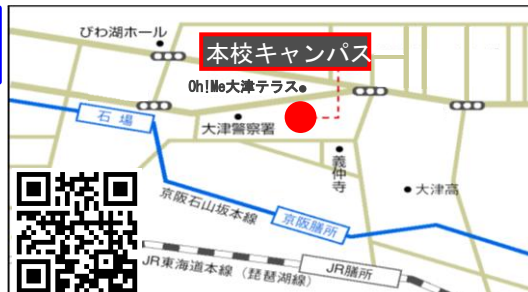 びわ湖ホール
本校キャンパス
Oh!Me大津テラス
石場
大津警察署
義仲寺
大津高
京阪石山坂本線
京阪膳所
JR東海道本線（琵琶湖線）
JR膳所